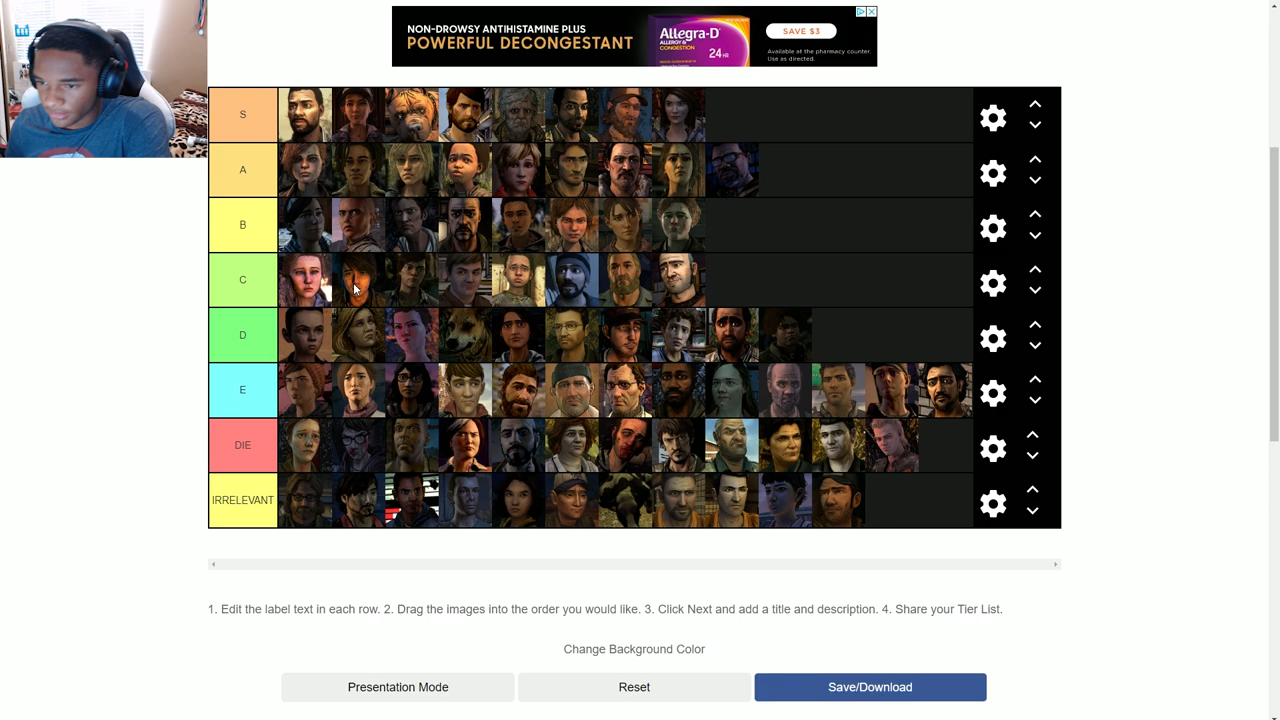 NON-DROWSY ANTIHISTAMINE PLUS
POWERFUL DECONGESTANT
Allegra-D
ALLERGY &
CONGESTION
24 HR
SAVE $3
Available at the pharmacy counter.
Use as directed.
S
A
B
C
D
E
DIE
IRRELEVANT
1. Edit the label text in each row. 2. Drag the images into the order you would like. 3. Click Next and add a title and description. 4. Share your Tier List.
Change Background Color
Presentation Mode
Reset
Save/Download